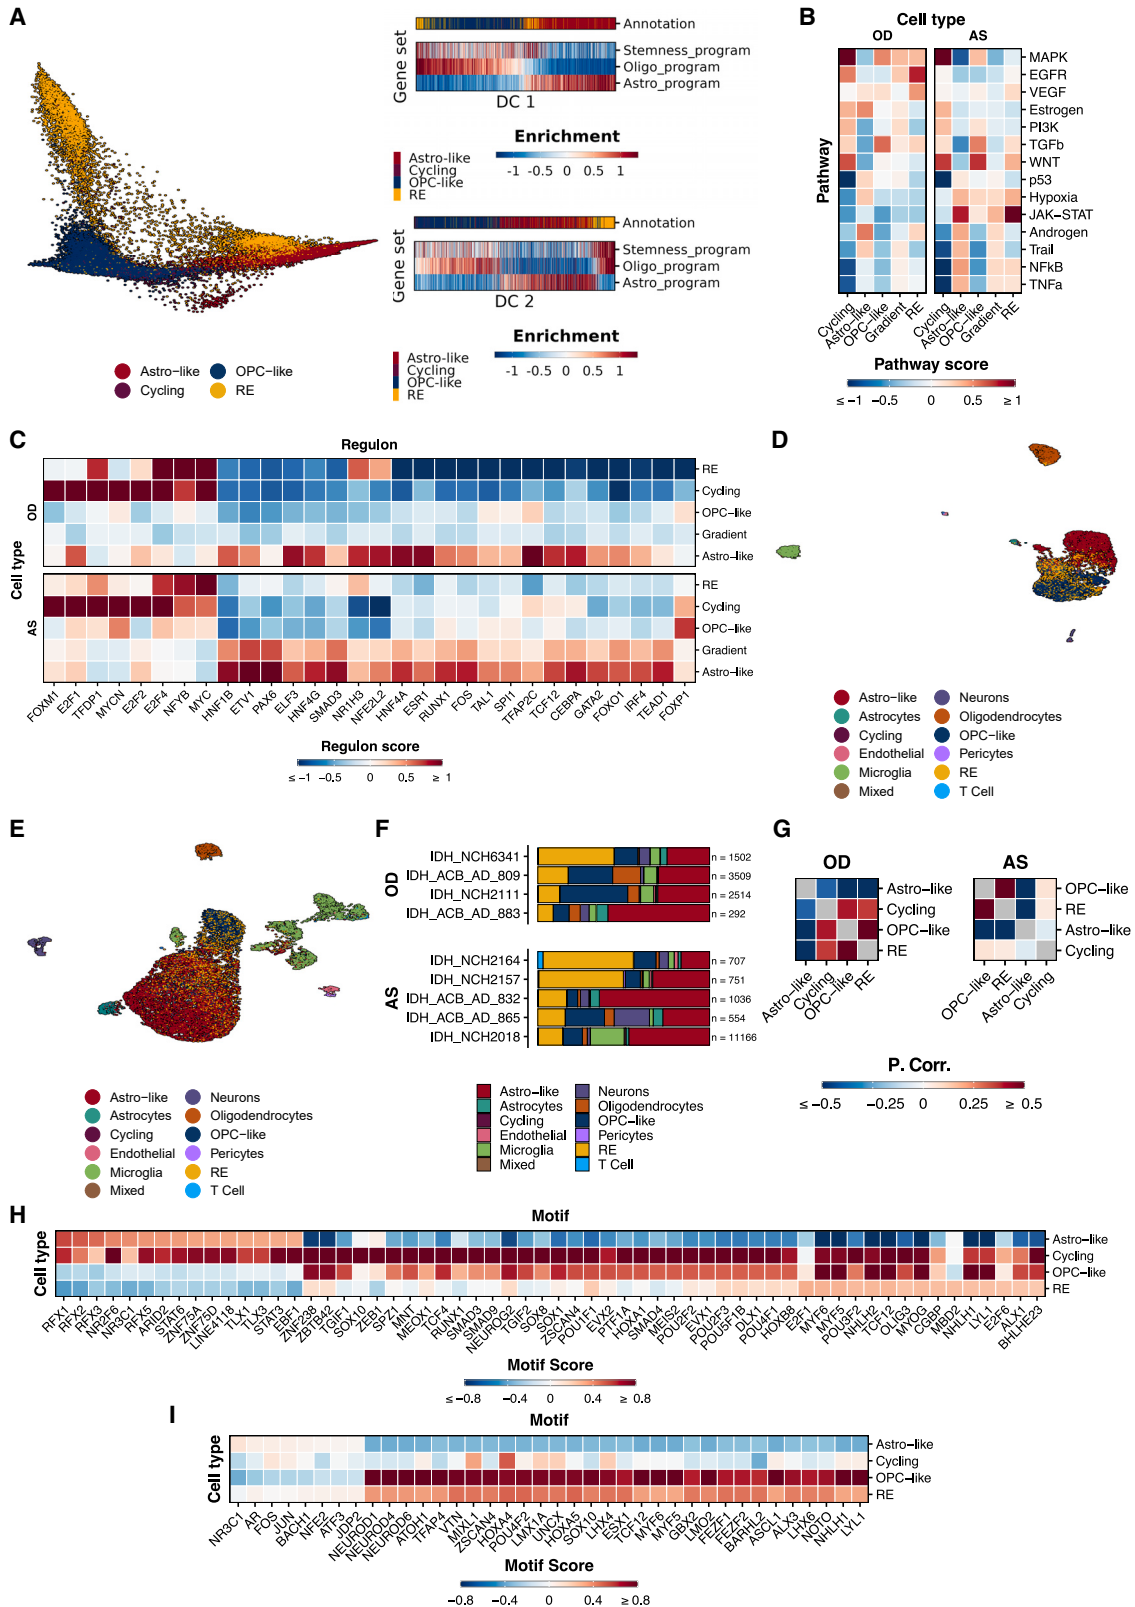 A
Annotation
Gene set
Stemness_program
Oligo_program
Astro_program
DC 1
Enrichment
-1 -0.5 0 0.5 1
Astro-like
Cycling
OPC-like
RE
Annotation
Gene set
Stemness_program
Oligo_program
Astro_program
DC 2
Enrichment
-1 -0.5 0 0.5 1
Astro-like
Cycling
OPC-like
RE
Astro-like OPC-like
Cycling RE
B
Cell type
OD AS
Pathway
MAPK
EGFR
VEGF
Estrogen
PI3K
TGFb
WNT
p53
Hypoxia
JAK-STAT
Androgen
Trail
NFkB
TNFa
Cycling Astro-like OPC-like Gradient RE Cycling Astro-like OPC-like Gradient RE
Pathway score
≤ -1 -0.5 0 0.5 ≥ 1
C
Regulon
Cell type
OD
RE
Cycling
OPC-like
Gradient
Astro-like
AS
RE
Cycling
OPC-like
Gradient
Astro-like
FOXM1 E2F1 TFDP1 MYCN E2F2 E2F4 NFYB MYC HNF1B ETV1 PAX6 ELF3 HNF4G SMAD3 NR1H3 NFE2L2 HNF4A ESR1 RUNX1 FOS TAL1 SPI1 TFAP2C TCF12 CEBPA GATA2 FOXO1 IRF4 TEAD1 FOXP1
Regulon score
≤ -1 -0.5 0 0.5 ≥ 1
D
Astro-like Neurons
Astrocytes Oligodendrocytes
Cycling OPC-like
Endothelial Pericytes
Microglia RE
Mixed T Cell
E
Astro-like Neurons
Astrocytes Oligodendrocytes
Cycling OPC-like
Endothelial Pericytes
Microglia RE
Mixed T Cell
F
OD
IDH_NCH6341 n = 1502
IDH_ACB_AD_809 n = 3509
IDH_NCH2111 n = 2514
IDH_ACB_AD_883 n = 292
AS
IDH_NCH2164 n = 707
IDH_NCH2157 n = 751
IDH_ACB_AD_832 n = 1036
IDH_ACB_AD_865 n = 554
IDH_NCH2018 n = 11166
Astro-like Neurons
Astrocytes Oligodendrocytes
Cycling OPC-like
Endothelial Pericytes
Microglia RE
Mixed T Cell
G
OD AS
Astro-like
Cycling
OPC-like
RE
Astro-like Cycling OPC-like RE
OPC-like
RE
Astro-like
Cycling
OPC-like RE Astro-like Cycling
P. Corr.
≤ -0.5 -0.25 0 0.25 ≥ 0.5
H
Motif
Cell type
Astro-like
Cycling
OPC-like
RE
RFX1 RFX2 RFX3 NR2F6 NR3C1 RFX5 ARID2 STAT6 ZNF75A ZNF75D LINE4118 TLX1 TLX3 STAT3 EBF1 ZNF238 ZBTB42 TGIF1 SOX10 ZEB1 SPZ1 MNT MEOX1 TCF4 RUNX1 SMAD3 SMAD9 NEUROG2 TGIF2 SOX8 SOX1 ZSCAN4 POU1F1 EVX2 PTF1A HOXA1 SMAD4 MEIS2 POU2F2 EVX1 POU2F3 POU5F1B DLX1 POU4F1 HOXB8 E2F1 MYF6 MYF5 POU3F2 NHLH2 TCF12 OLIG3 MYOG CGBP MBD2 NHLH1 LYL1 E2F6 ALX1 BHLHE23
Motif Score
≤ -0.8 -0.4 0 0.4 ≥ 0.8
I
Motif
Cell type
Astro-like
Cycling
OPC-like
RE
NR3C1 AR FOS JUN BACH1 NFE2 ATF3 JDP2 NEUROD1 NEUROD4 NEUROD6 ATOH1 TFAP4 VTN MIXL1 ZSCAN4 HOXA4 POU4F2 LMX1A UNCX HOXA5 SOX10 LHX4 ESX1 TCF12 MYF6 MYF5 GBX2 LMO2 FEZF1 FEZF2 BARHL2 ASCL1 ALX3 LHX6 NOTO NHLH1 LYL1
Motif Score
-0.8 -0.4 0 0.4 ≥ 0.8